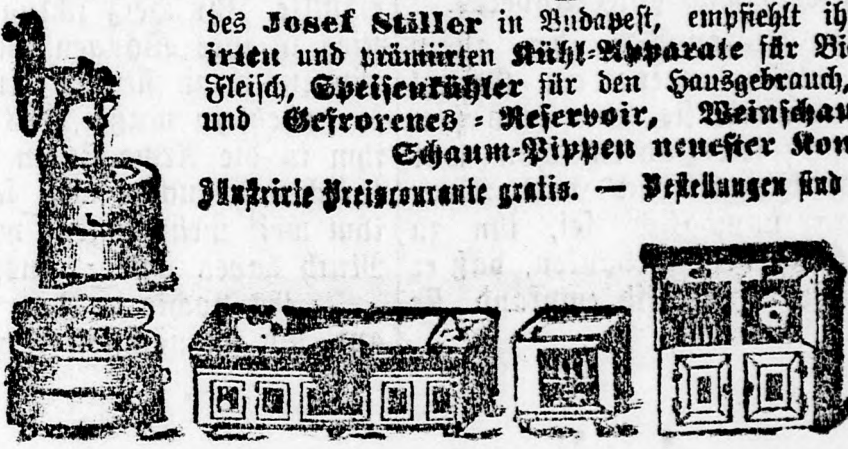 des Josef Stiller in Budapest, empfiehlt ih
irten und prämiirten Kühl-Apparate für Bie
Fleisch, Speisenkühler für den Hausgebrauch,
und Gefrorenes-Reservoir, Weinschau
Schaum-Pippen neuester Kon
Illustrirte Preiscourante gratis. — Bestellungen sind